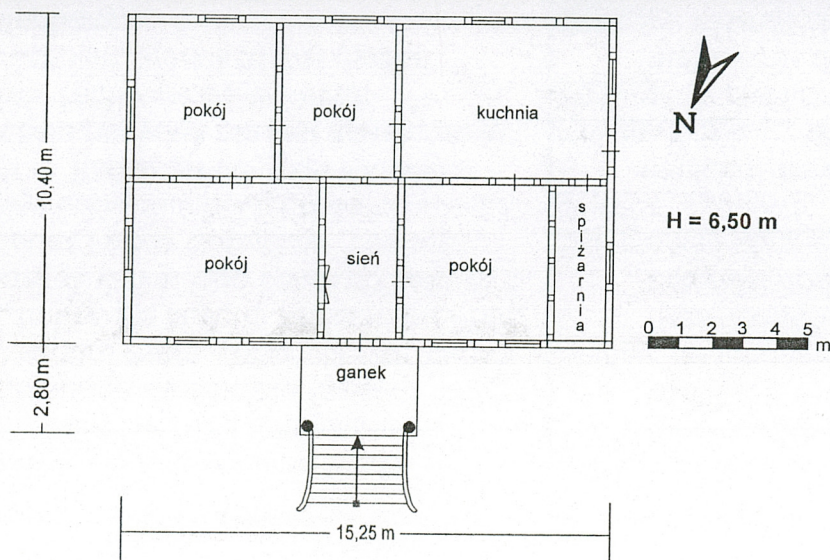 pokój
pokój
kuchnia
N
10,40 m
pokój
sień
pokój
spiżarnia
H = 6,50 m
0 1 2 3 4 5 m
2,80 m
ganek
15,25 m